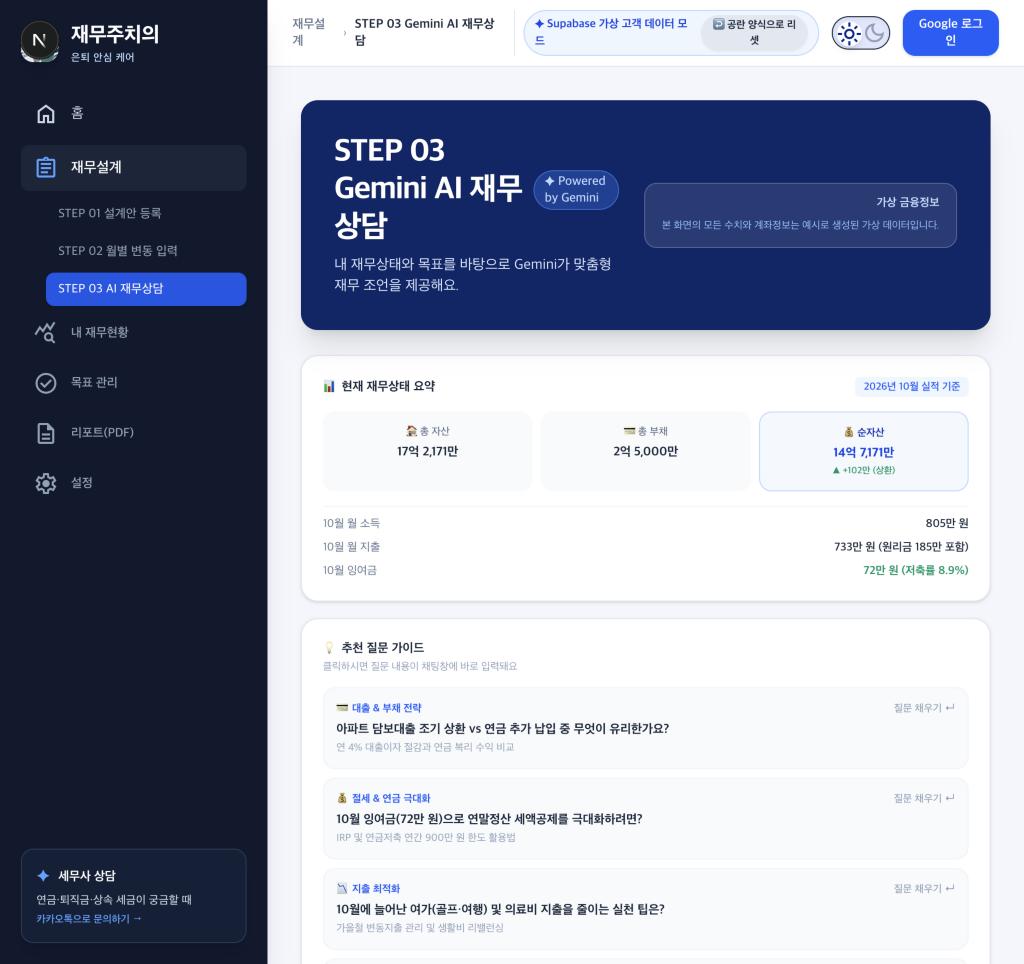 N
재무주치의
은퇴 안심 케어
홈
재무설계
STEP 01 설계안 등록
STEP 02 월별 변동 입력
STEP 03 AI 재무상담
내 재무현황
목표 관리
리포트(PDF)
설정
✦ 세무사 상담
연금·퇴직금·상속 세금이 궁금할 때
카카오톡으로 문의하기 →
재무설
계
›
STEP 03 Gemini AI 재무상
담
✦ Supabase 가상 고객 데이터 모
드
공란 양식으로 리
셋
Google 로그
인
STEP 03
Gemini AI 재무
상담
✦ Powered
by Gemini
내 재무상태와 목표를 바탕으로 Gemini가 맞춤형
재무 조언을 제공해요.
가상 금융정보
본 화면의 모든 수치와 계좌정보는 예시로 생성된 가상 데이터입니다.
📊 현재 재무상태 요약
2026년 10월 실적 기준
🏠 총 자산
17억 2,171만
💳 총 부채
2억 5,000만
💰 순자산
14억 7,171만
▲ +102만 (상환)
10월 월 소득
805만 원
10월 월 지출
733만 원 (원리금 185만 포함)
10월 잉여금
72만 원 (저축률 8.9%)
💡 추천 질문 가이드
클릭하시면 질문 내용이 채팅창에 바로 입력돼요
💳 대출 & 부채 전략
질문 채우기 ↵
아파트 담보대출 조기 상환 vs 연금 추가 납입 중 무엇이 유리한가요?
연 4% 대출이자 절감과 연금 복리 수익 비교
💰 절세 & 연금 극대화
질문 채우기 ↵
10월 잉여금(72만 원)으로 연말정산 세액공제를 극대화하려면?
IRP 및 연금저축 연간 900만 원 한도 활용법
📉 지출 최적화
질문 채우기 ↵
10월에 늘어난 여가(골프·여행) 및 의료비 지출을 줄이는 실천 팁은?
가을철 변동지출 관리 및 생활비 리밸런싱